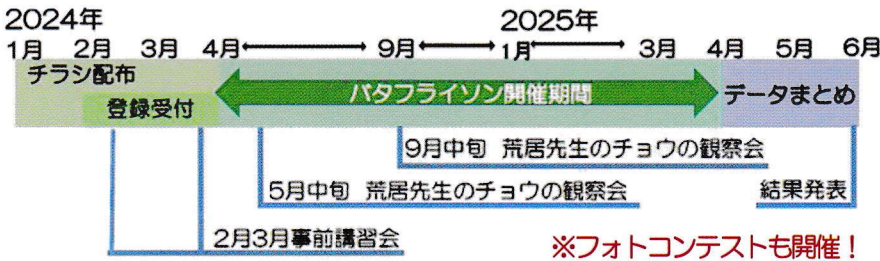 2024年 2025年
1月 2月 3月 4月 9月 1月 3月 4月 5月 6月
チラシ配布
登録受付
バタフライソン開催期間
データまとめ
9月中旬 荒居先生のチョウの観察会
5月中旬 荒居先生のチョウの観察会
結果発表
2月3月事前講習会
※フォトコンテストも開催！